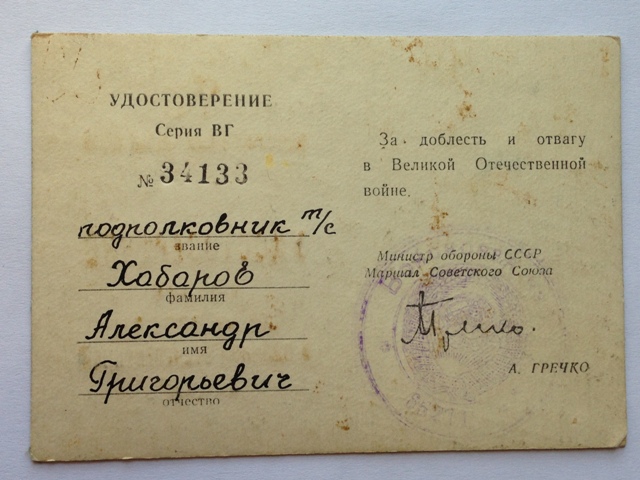 УДОСТОВЕРЕНИЕ
Серия ВГ
№ 34133
подполковник т/с
звание
Хабаров
фамилия
Александр
имя
Григорьевич
отчество
За доблесть и отвагу
в Великой Отечественной
войне.
Министр обороны СССР
Маршал Советского Союза
А. ГРЕЧКО